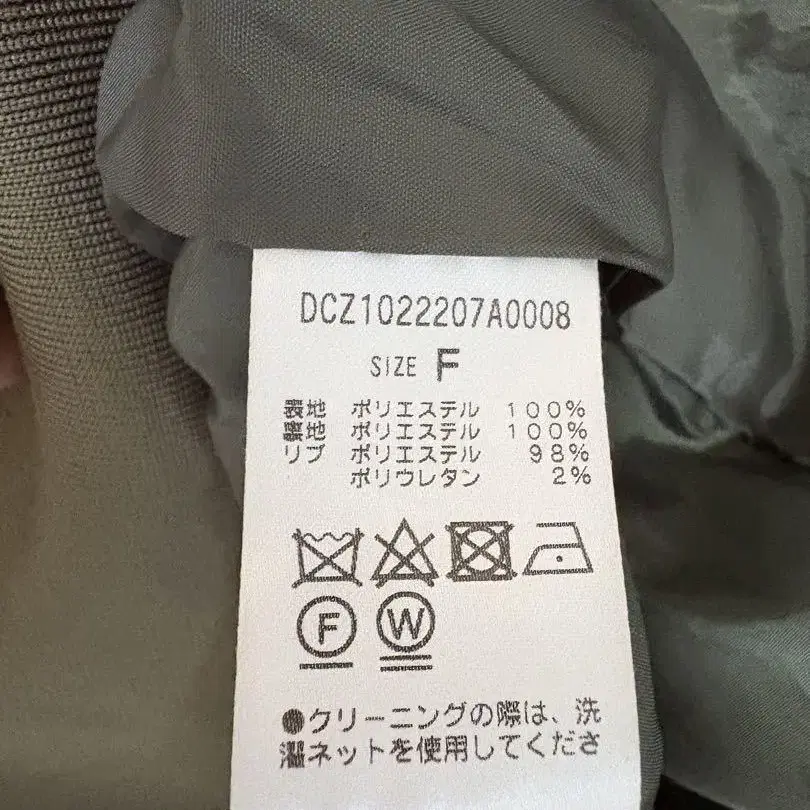 DCZ1022207A0008
SIZE F
表地 ポリエステル 100%
裏地 ポリエステル 100%
リブ ポリエステル 98%
ポリウレタン 2%
F W
●クリーニングの際は、洗
濯ネットを使用してくださ